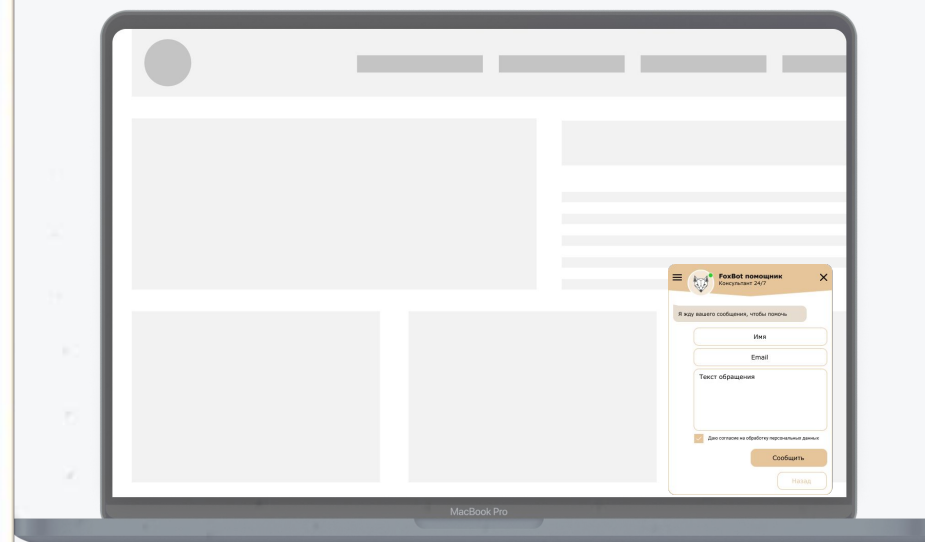 FoxBot помощник
Консультант 24/7
Я жду вашего сообщения, чтобы помочь
Имя
Email
Текст обращения
Даю согласие на обработку персональных данных
Сообщить
Назад
MacBook Pro